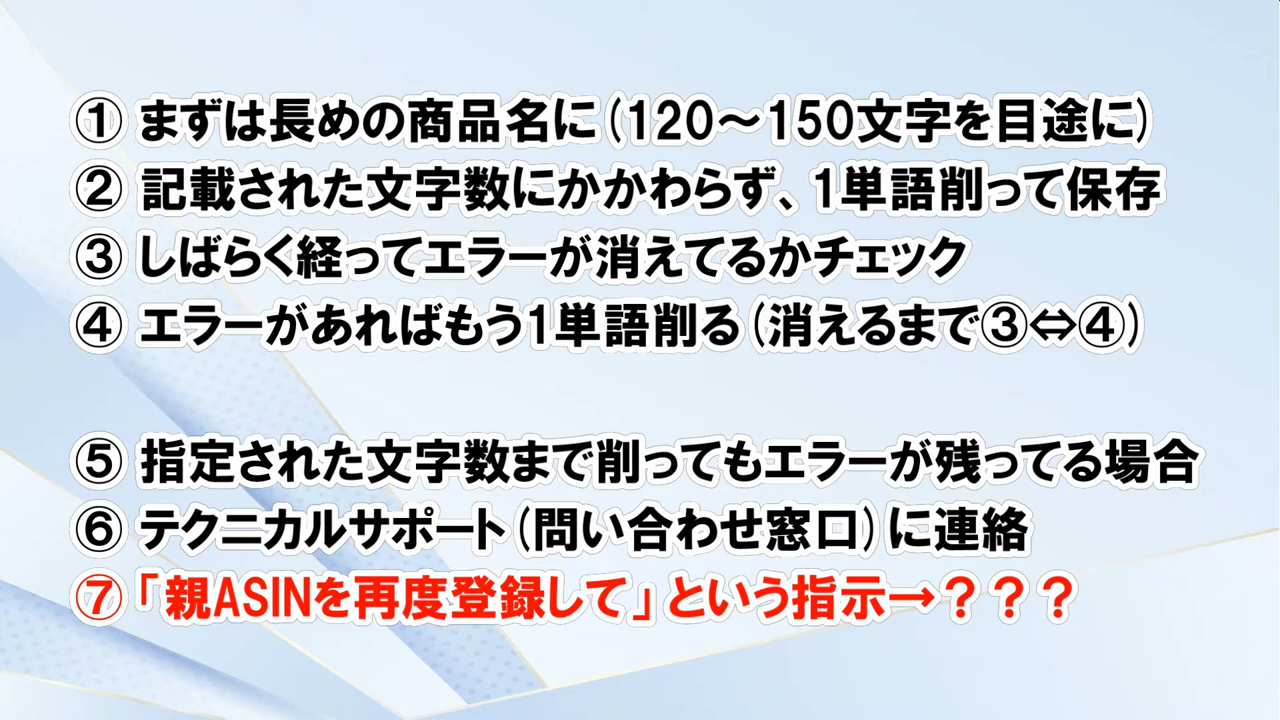 ① まずは長めの商品名に(120～150文字を目途に)
② 記載された文字数にかかわらず、1単語削って保存
③ しばらく経ってエラーが消えてるかチェック
④ エラーがあればもう1単語削る(消えるまで③⇔④)
⑤ 指定された文字数まで削ってもエラーが残ってる場合
⑥ テクニカルサポート(問い合わせ窓口)に連絡
⑦ 「親ASINを再度登録して」という指示→？？？